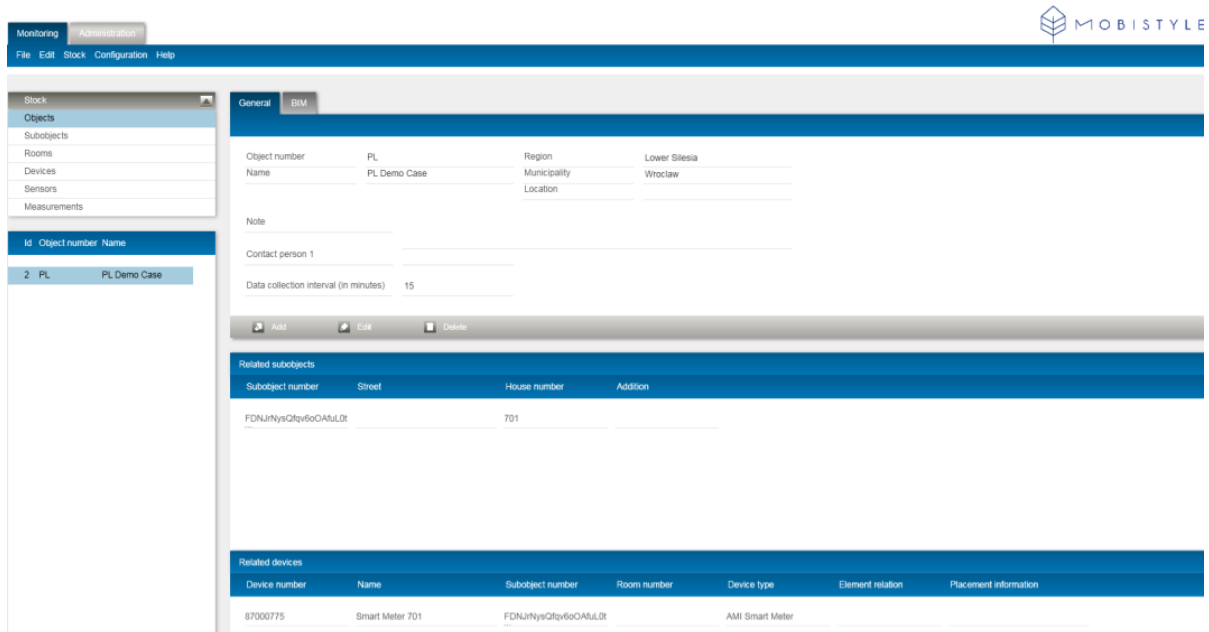 MOBISTYLE
Monitoring Administration
File Edit Stock Configuration Help
Stock
Objects
Subobjects
Rooms
Devices
Sensors
Measurements
Id Object number Name
2 PL PL Demo Case
General BIM
Object number PL Region Lower Silesia
Name PL Demo Case Municipality Wroclaw
Location
Note
Contact person 1
Data collection interval (in minutes) 15
Add Edit Delete
Related subobjects
Subobject number Street House number Addition
701
Related devices
Device number Name Subobject number Room number Device type Element relation Placement information
87000775 Smart Meter 701 AMI Smart Meter